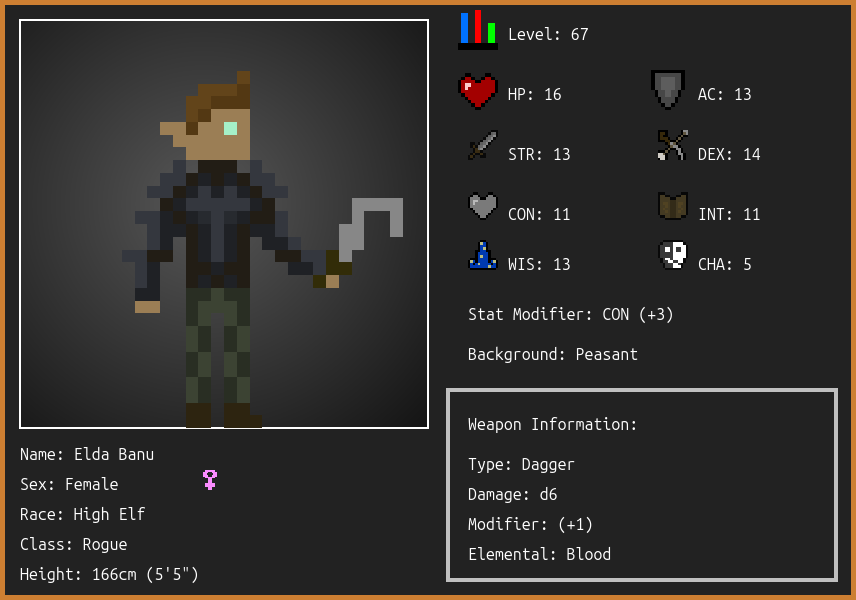 Level: 67
HP: 16
AC: 13
STR: 13
DEX: 14
CON: 11
INT: 11
WIS: 13
CHA: 5
Stat Modifier: CON (+3)
Background: Peasant
Weapon Information:
Type: Dagger
Damage: d6
Modifier: (+1)
Elemental: Blood
Name: Elda Banu
Sex: Female
Race: High Elf
Class: Rogue
Height: 166cm (5'5")